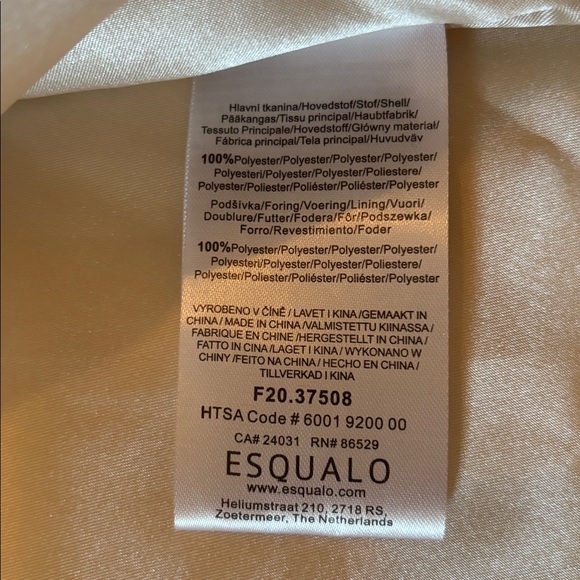 Hlavní tkanina/Hovedstof/Stof/Shell/
Pääkangas/Tissu principal/Haubtfabrik/
Tessuto Principale/Hovedstoff/Główny materiał/
Fábrica principal/Tela principal/Huvudväv
100%Polyester/Polyester/Polyester/Polyester/
Polyesteri/Polyester/Polyester/Poliestere/
Polyester/Poliester/Poliéster/Poliéster/Polyester
Podšívka/Foring/Voering/Lining/Vuori/
Doublure/Futter/Fodera/Fôr/Podszewka/
Forro/Revestimiento/Foder
100%Polyester/Polyester/Polyester/Polyester/
Polyesteri/Polyester/Polyester/Poliestere/
Polyester/Poliester/Poliéster/Poliéster/Polyester
VYROBENO V ČÍNĚ / LAVET I KINA /GEMAAKT IN
CHINA / MADE IN CHINA /VALMISTETTU KIINASSA/
FABRIQUE EN CHINE /HERGESTELLT IN CHINA/
FATTO IN CINA /LAGET I KINA / WYKONANO W
CHINY /FEITO NA CHINA / HECHO EN CHINA /
TILLVERKAD I KINA
F20.37508
HTSA Code # 6001 9200 00
CA# 24031 RN# 86529
ESQUALO
www.esqualo.com
Heliumstraat 210, 2718 RS,
Zoetermeer, The Netherlands